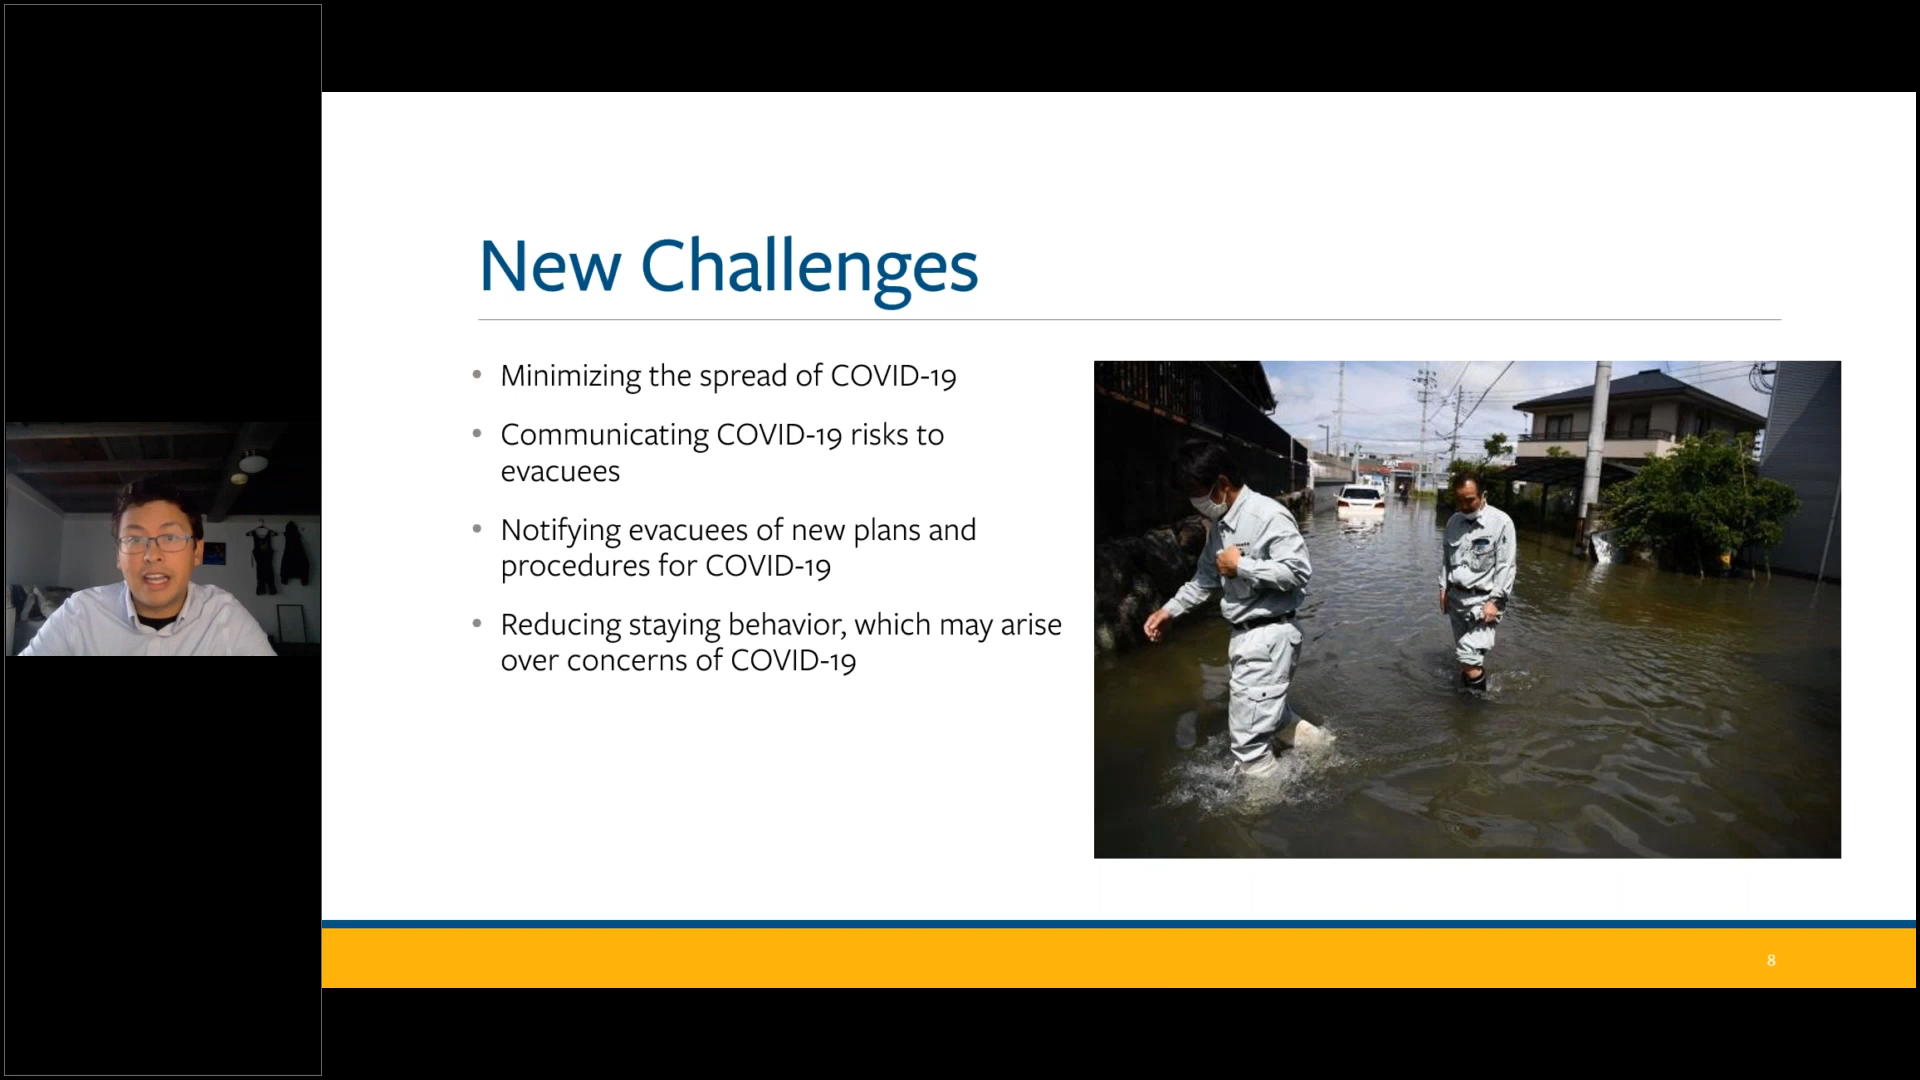 New Challenges
• Minimizing the spread of COVID-19
• Communicating COVID-19 risks to
evacuees
• Notifying evacuees of new plans and
procedures for COVID-19
• Reducing staying behavior, which may arise
over concerns of COVID-19
8